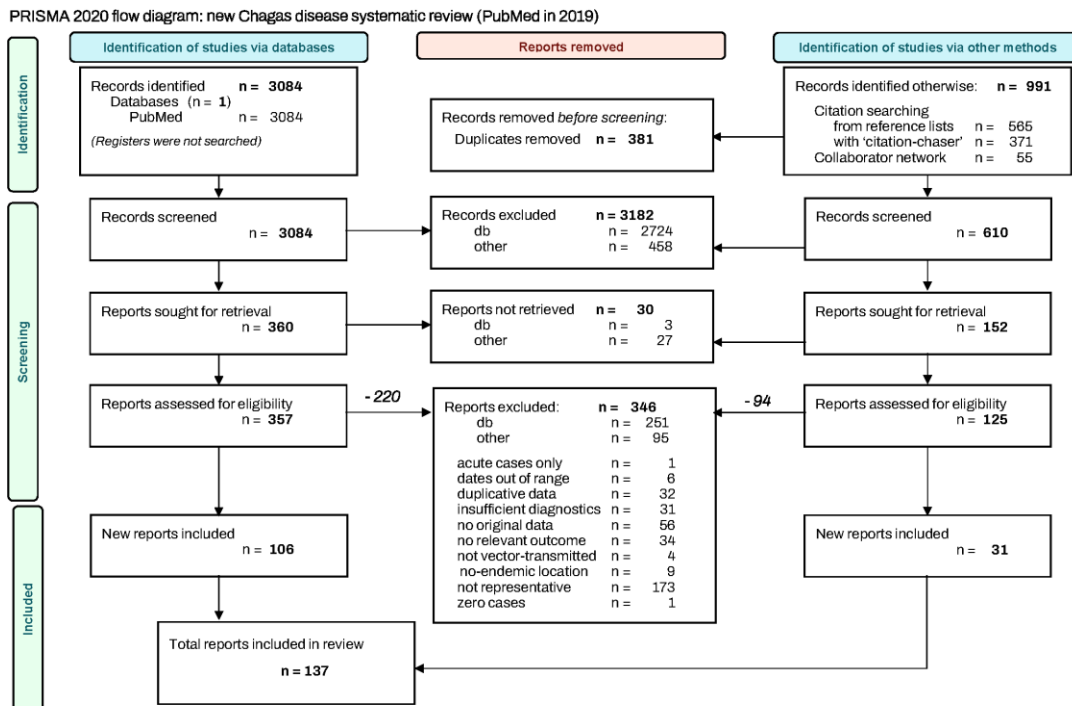 PRISMA 2020 flow diagram: new Chagas disease systematic review (PubMed in 2019)
Identification of studies via databases
Reports removed
Identification of studies via other methods
Identification
Records identified n = 3084
Databases (n = 1)
PubMed n = 3084
(Registers were not searched)
Records removed before screening:
Duplicates removed n = 381
Records identified otherwise: n = 991
Citation searching
from reference lists n = 565
with 'citation-chaser' n = 371
Collaborator network n = 55
Screening
Records screened
n = 3084
Records excluded n = 3182
db n = 2724
other n = 458
Records screened
n = 610
Reports sought for retrieval
n = 360
Reports not retrieved n = 30
db n = 3
other n = 27
Reports sought for retrieval
n = 152
Reports assessed for eligibility
n = 357
- 220
Reports excluded: n = 346
db n = 251
other n = 95
acute cases only n = 1
dates out of range n = 6
duplicative data n = 32
insufficient diagnostics n = 31
no original data n = 56
no relevant outcome n = 34
not vector-transmitted n = 4
no-endemic location n = 9
not representative n = 173
zero cases n = 1
- 94
Reports assessed for eligibility
n = 125
Included
New reports included
n = 106
New reports included
n = 31
Total reports included in review
n = 137